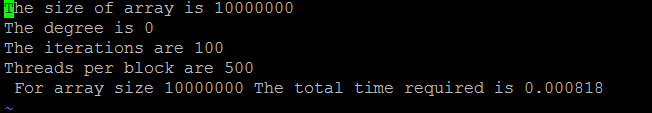 The size of array is 10000000
The degree is 0
The iterations are 100
Threads per block are 500
For array size 10000000 The total time required is 0.000818
~